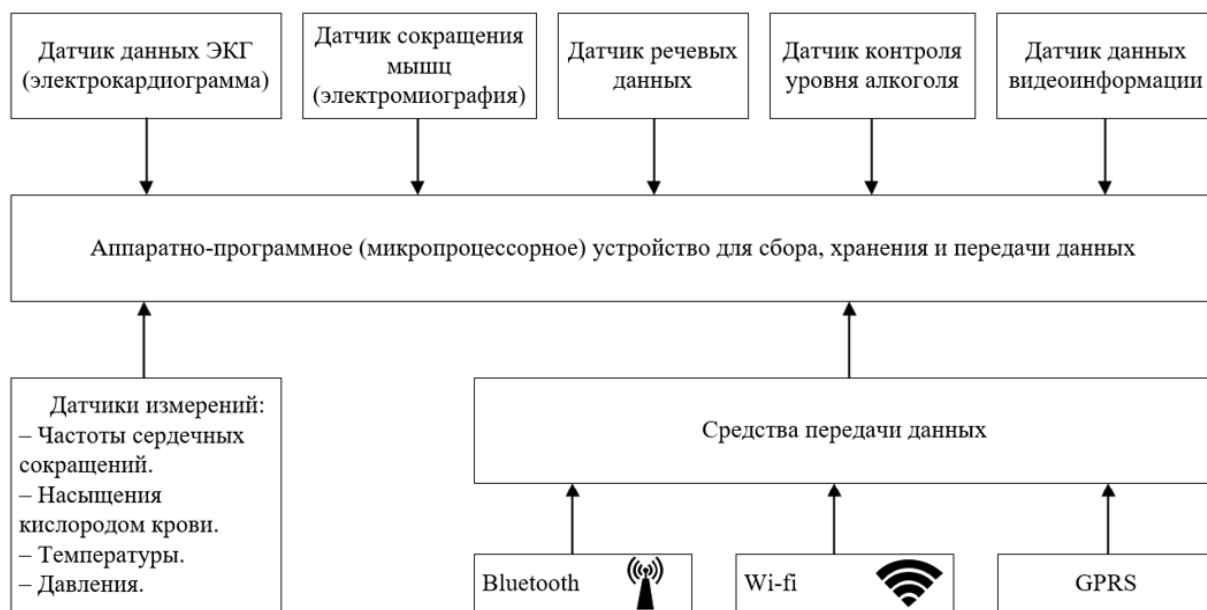 Датчик данных ЭКГ
(электрокардиограмма)
Датчик сокращения
мышц
(электромиография)
Датчик речевых
данных
Датчик контроля
уровня алкоголя
Датчик данных
видеоинформации
Аппаратно-программное (микропроцессорное) устройство для сбора, хранения и передачи данных
Датчики измерений:
– Частоты сердечных
сокращений.
– Насыщения
кислородом крови.
– Температуры.
– Давления.
Средства передачи данных
Bluetooth
Wi-fi
GPRS